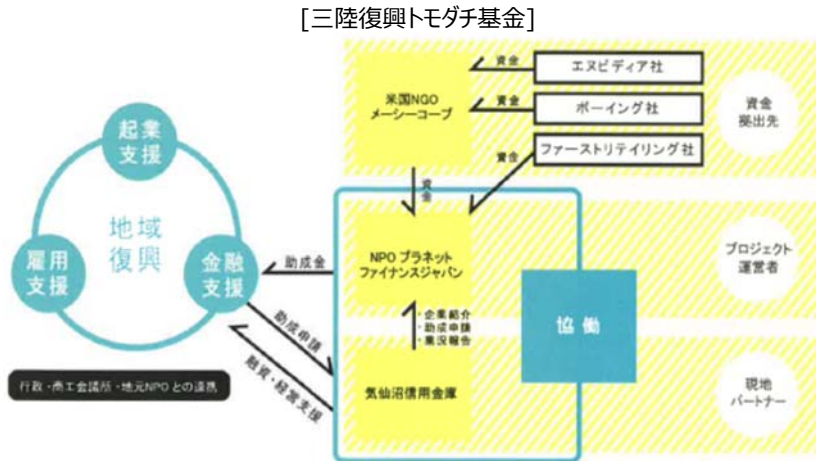 [三陸復興トモダチ基金]
資金
エヌビディア社
米国NGO
メーシーコープ
資金
ボーイング社
資金
拠出先
資金
ファーストリテイリング社
起業
支援
地域
復興
雇用
支援
金融
支援
資金
助成金
NPO プラネット
ファイナンスジャパン
プロジェクト
運営者
協働
・企業紹介
・助成申請
・業況報告
助成申請
融資・経営支援
気仙沼信用金庫
現地
パートナー
行政・商工会議所・地元NPOとの連携